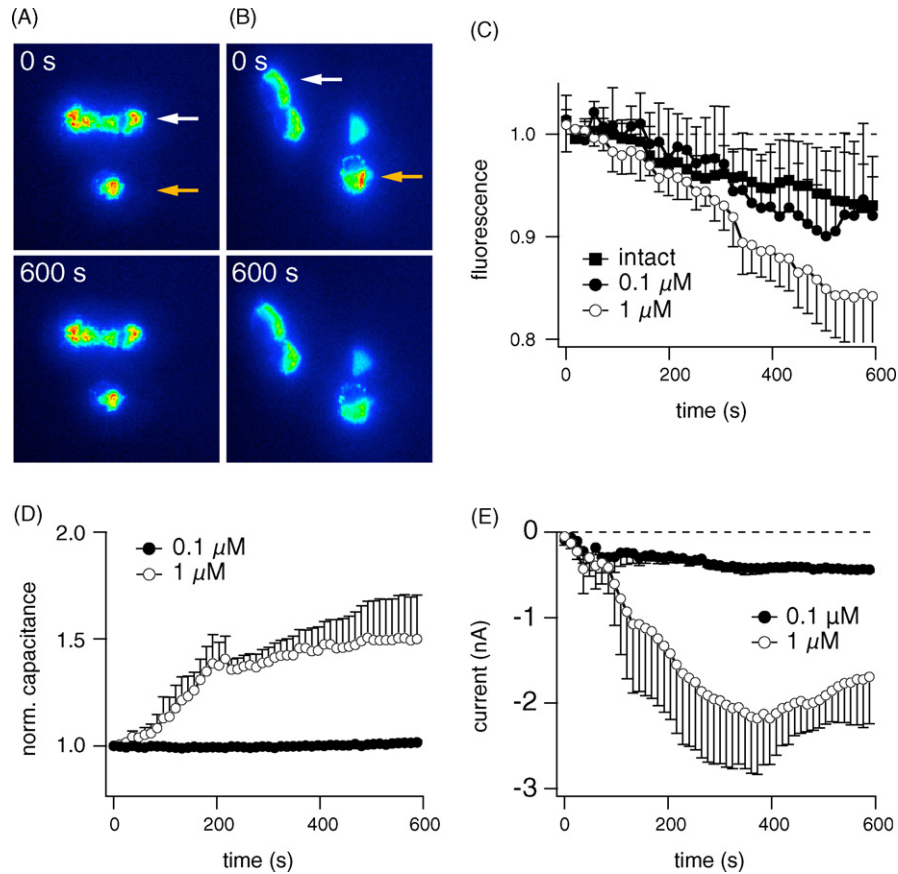 (A)
(B)
(C)
0 s
0 s
600 s
600 s
fluorescence
1.0
0.9
0.8
intact
0.1 µM
1 µM
0
200
400
600
time (s)
(D)
norm. capacitance
2.0
1.5
1.0
0.1 µM
1 µM
0
200
400
600
time (s)
(E)
current (nA)
0
-1
-2
-3
0.1 µM
1 µM
0
200
400
600
time (s)